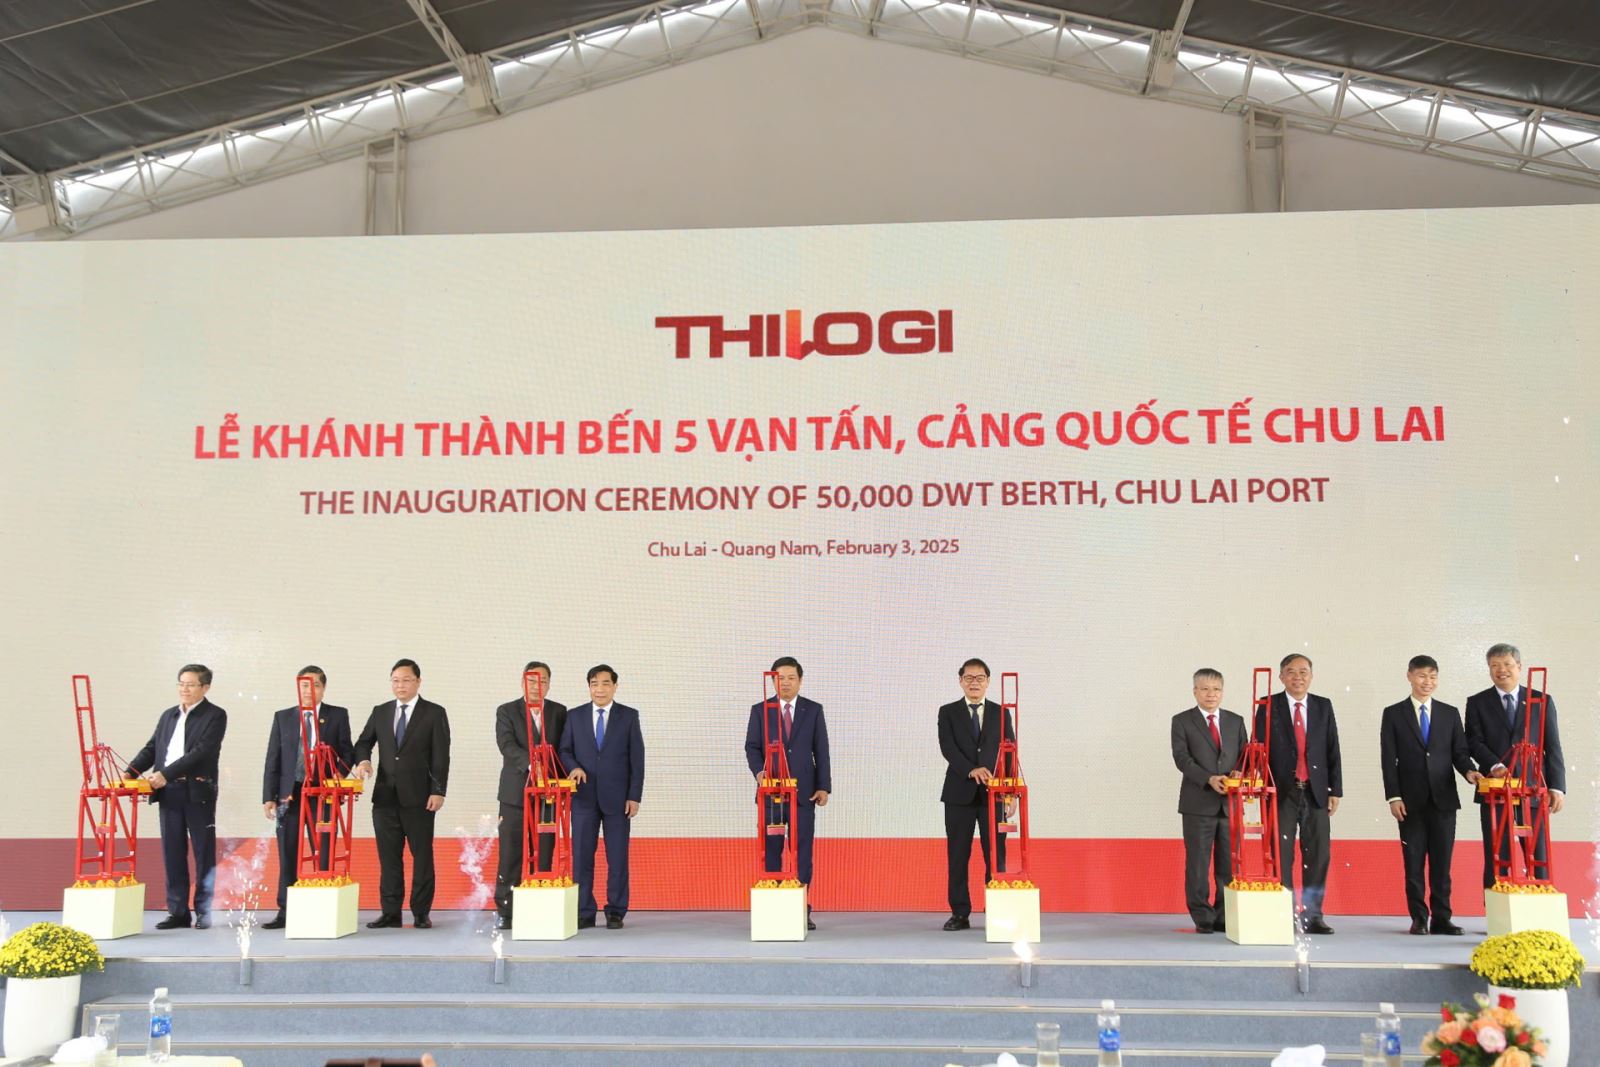 THILOGI
LỄ KHÁNH THÀNH BẾN 5 VẠN TẤN, CẢNG QUỐC TẾ CHU LAI
THE INAUGURATION CEREMONY OF 50,000 DWT BERTH, CHU LAI PORT
Chu Lai - Quang Nam, February 3, 2025